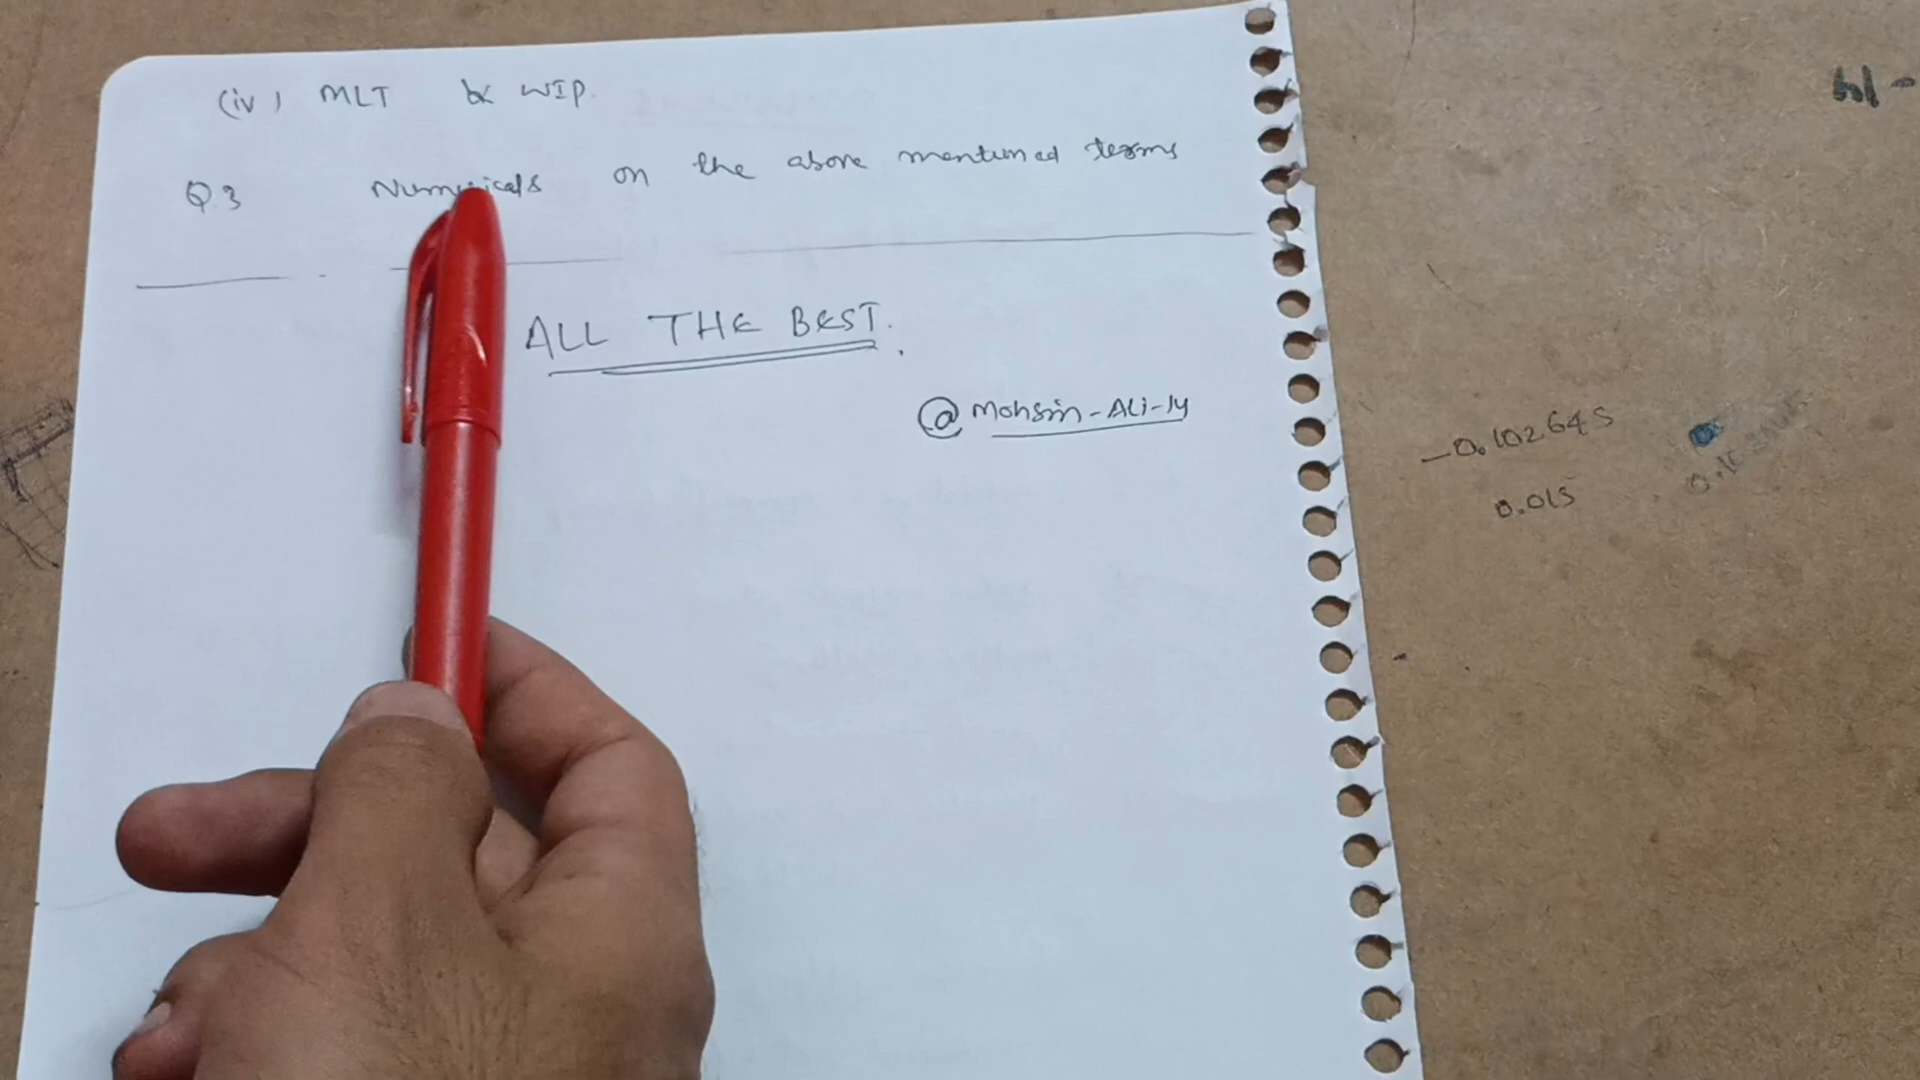 (iv) MLT & WIP.
Q.3 Numericals on the above mentioned terms
ALL THE BEST.
@Mohsin-Ali-14
-0.102645
0.015